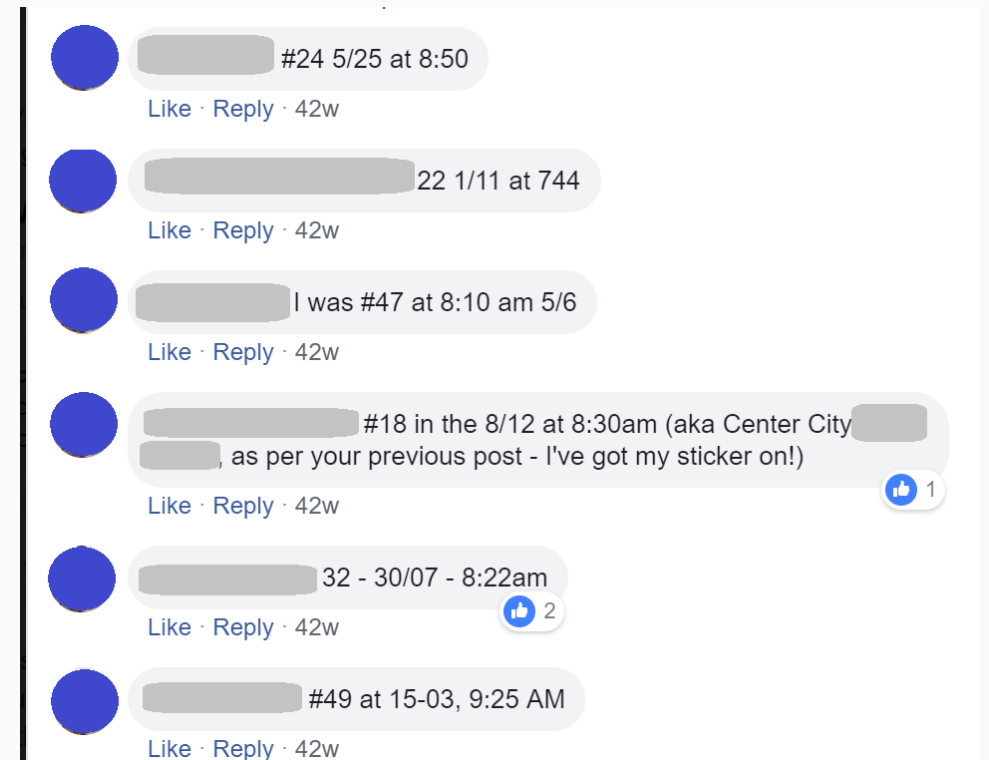 #24 5/25 at 8:50
Like · Reply · 42w
22 1/11 at 744
Like · Reply · 42w
I was #47 at 8:10 am 5/6
Like · Reply · 42w
#18 in the 8/12 at 8:30am (aka Center City
, as per your previous post - I've got my sticker on!)
1
Like · Reply · 42w
32 - 30/07 - 8:22am
2
Like · Reply · 42w
#49 at 15-03, 9:25 AM
Like · Reply · 42w